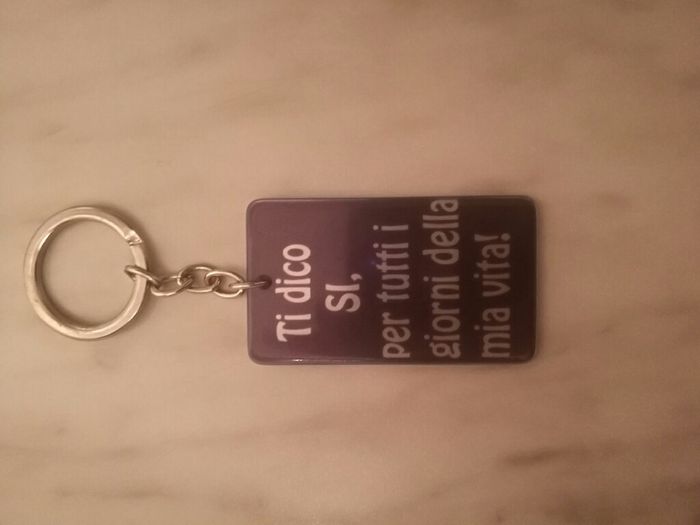 Ti dico
SI,
per tutti i
giorni della
mia vita!